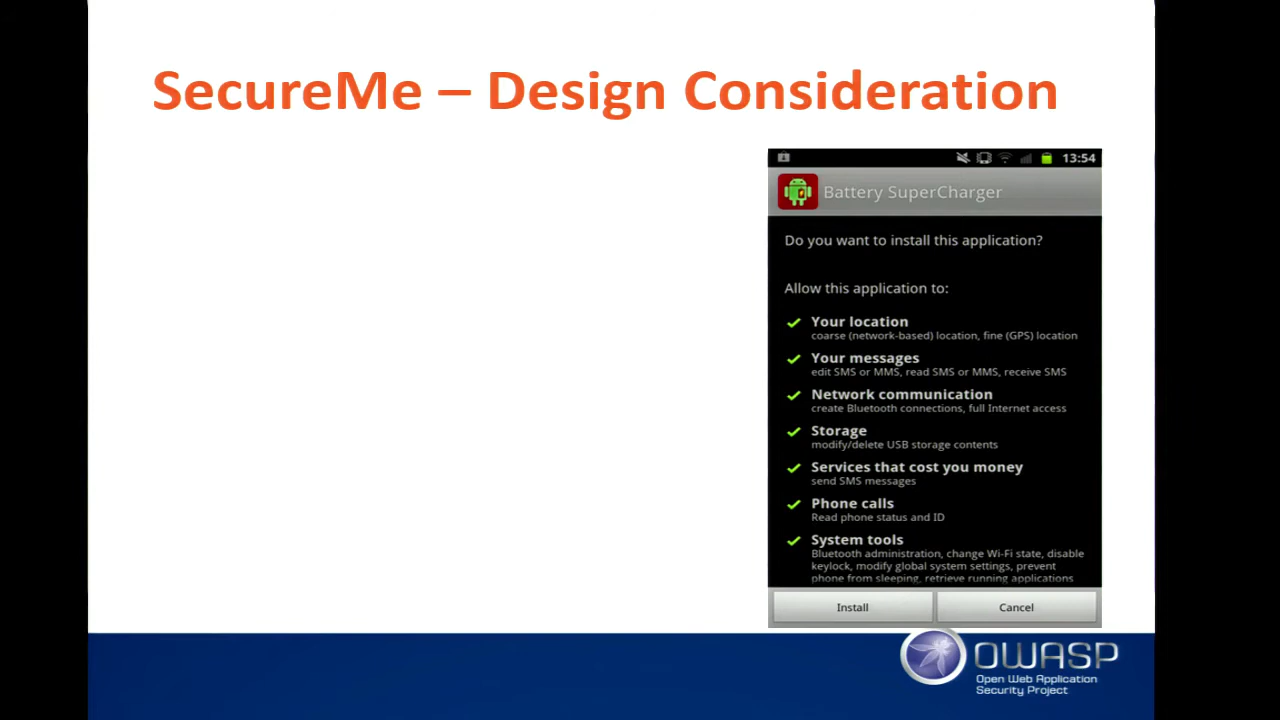 SecureMe – Design Consideration
13:54
Battery SuperCharger
Do you want to install this application?
Allow this application to:
Your location
coarse (network-based) location, fine (GPS) location
Your messages
edit SMS or MMS, read SMS or MMS, receive SMS
Network communication
create Bluetooth connections, full Internet access
Storage
modify/delete USB storage contents
Services that cost you money
send SMS messages
Phone calls
Read phone status and ID
System tools
Bluetooth administration, change Wi-Fi state, disable
keylock, modify global system settings, prevent
phone from sleeping, retrieve running applications
Install
Cancel
OWASP
Open Web Application
Security Project